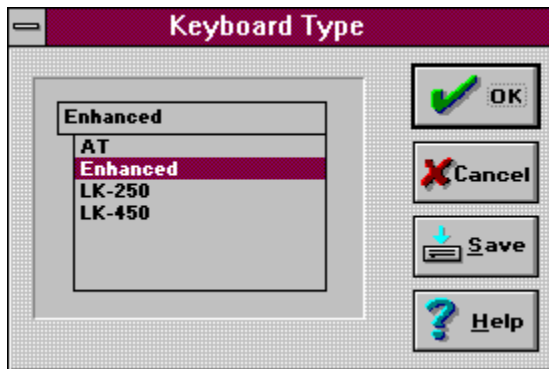 Keyboard Type
Enhanced
AT
Enhanced
LK-250
LK-450
OK
Cancel
Save
Help